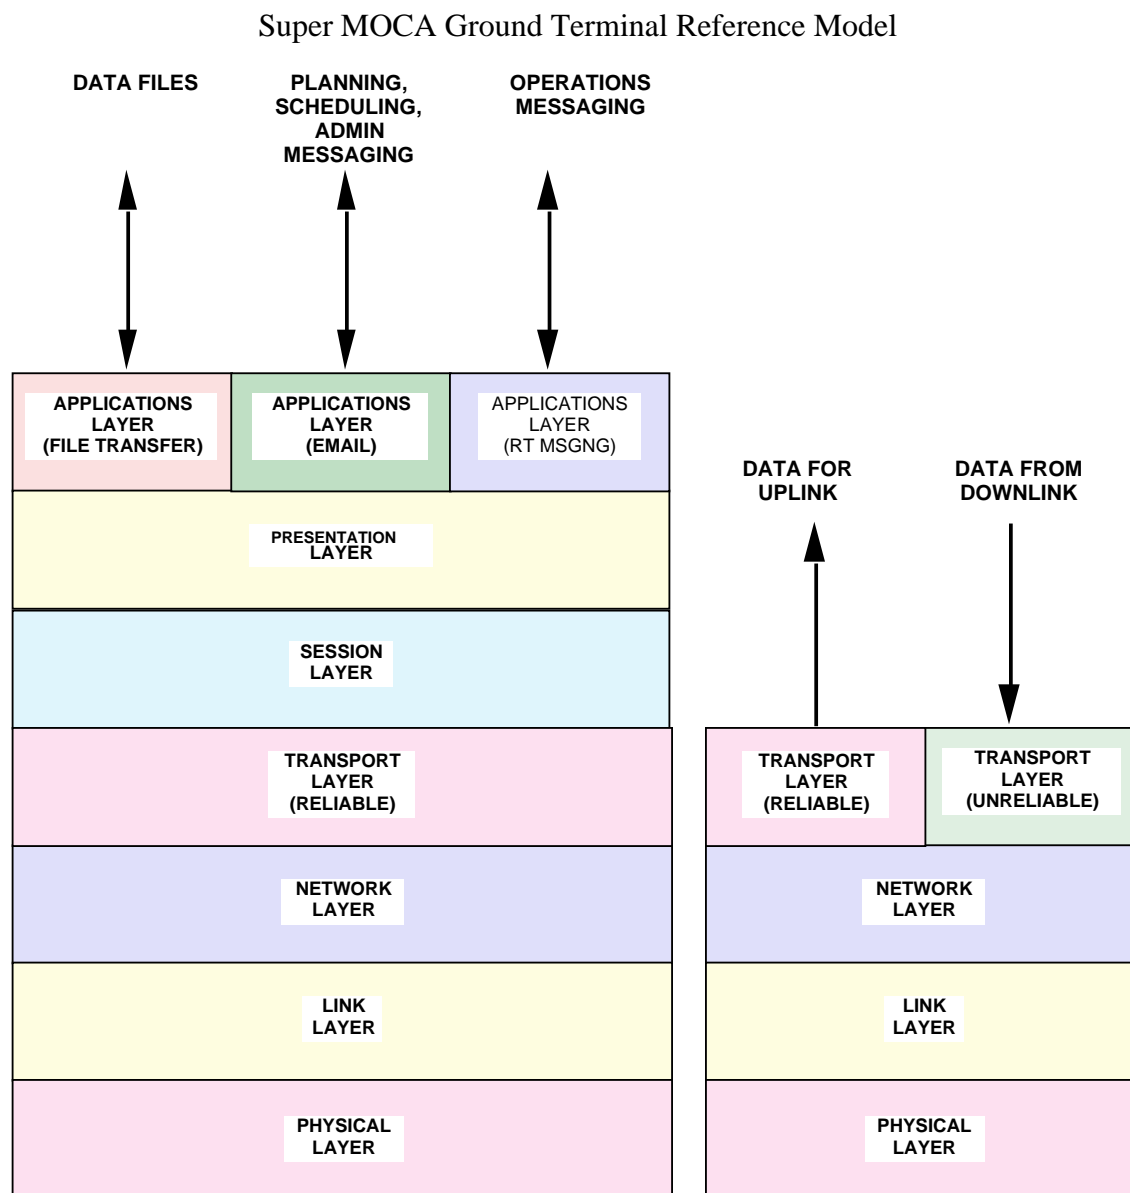 Super MOCA Ground Terminal Reference Model
DATA FILES
PLANNING,
SCHEDULING,
ADMIN
MESSAGING
OPERATIONS
MESSAGING
APPLICATIONS
LAYER
(FILE TRANSFER)
APPLICATIONS
LAYER
(EMAIL)
APPLICATIONS
LAYER
(RT MSGNG)
PRESENTATION
LAYER
SESSION
LAYER
TRANSPORT
LAYER
(RELIABLE)
NETWORK
LAYER
LINK
LAYER
PHYSICAL
LAYER
DATA FOR
UPLINK
DATA FROM
DOWNLINK
TRANSPORT
LAYER
(RELIABLE)
TRANSPORT
LAYER
(UNRELIABLE)
NETWORK
LAYER
LINK
LAYER
PHYSICAL
LAYER